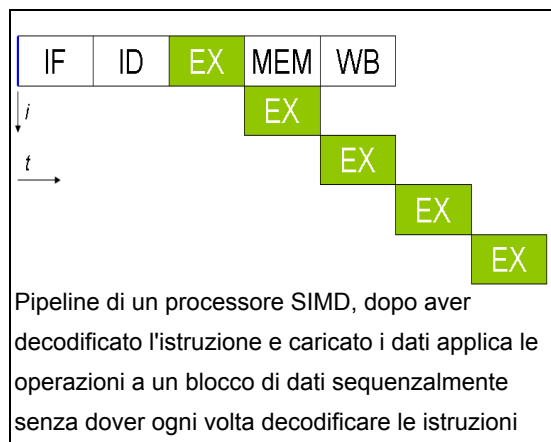 IF ID EX MEM WB
i
EX
t
EX
EX
EX
Pipeline di un processore SIMD, dopo aver
decodificato l'istruzione e caricato i dati applica le
operazioni a un blocco di dati sequenzalmente
senza dover ogni volta decodificare le istruzioni